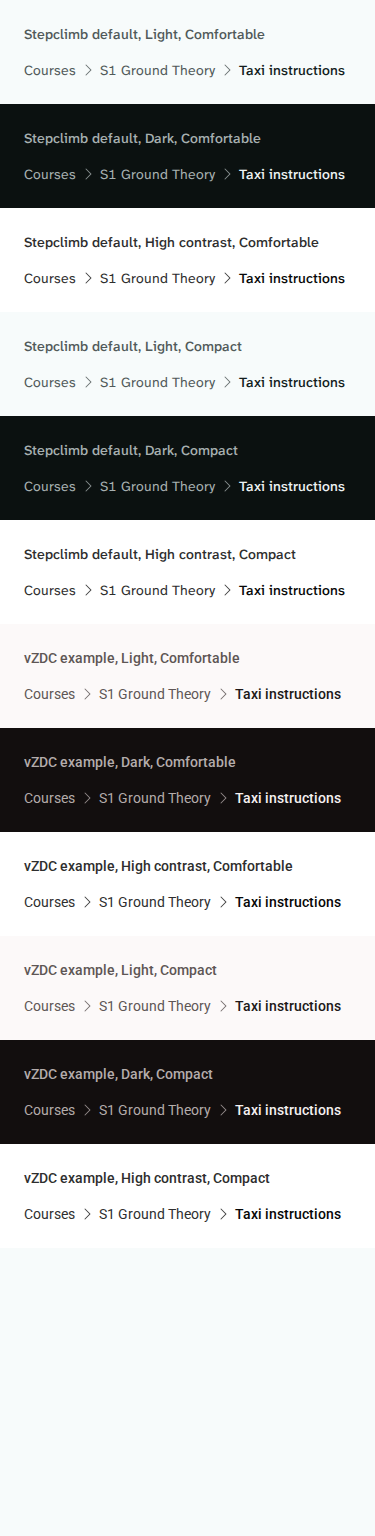 Stepclimb default, Light, Comfortable
Courses > S1 Ground Theory > Taxi instructions
Stepclimb default, Dark, Comfortable
Courses > S1 Ground Theory > Taxi instructions
Stepclimb default, High contrast, Comfortable
Courses > S1 Ground Theory > Taxi instructions
Stepclimb default, Light, Compact
Courses > S1 Ground Theory > Taxi instructions
Stepclimb default, Dark, Compact
Courses > S1 Ground Theory > Taxi instructions
Stepclimb default, High contrast, Compact
Courses > S1 Ground Theory > Taxi instructions
vZDC example, Light, Comfortable
Courses > S1 Ground Theory > Taxi instructions
vZDC example, Dark, Comfortable
Courses > S1 Ground Theory > Taxi instructions
vZDC example, High contrast, Comfortable
Courses > S1 Ground Theory > Taxi instructions
vZDC example, Light, Compact
Courses > S1 Ground Theory > Taxi instructions
vZDC example, Dark, Compact
Courses > S1 Ground Theory > Taxi instructions
vZDC example, High contrast, Compact
Courses > S1 Ground Theory > Taxi instructions